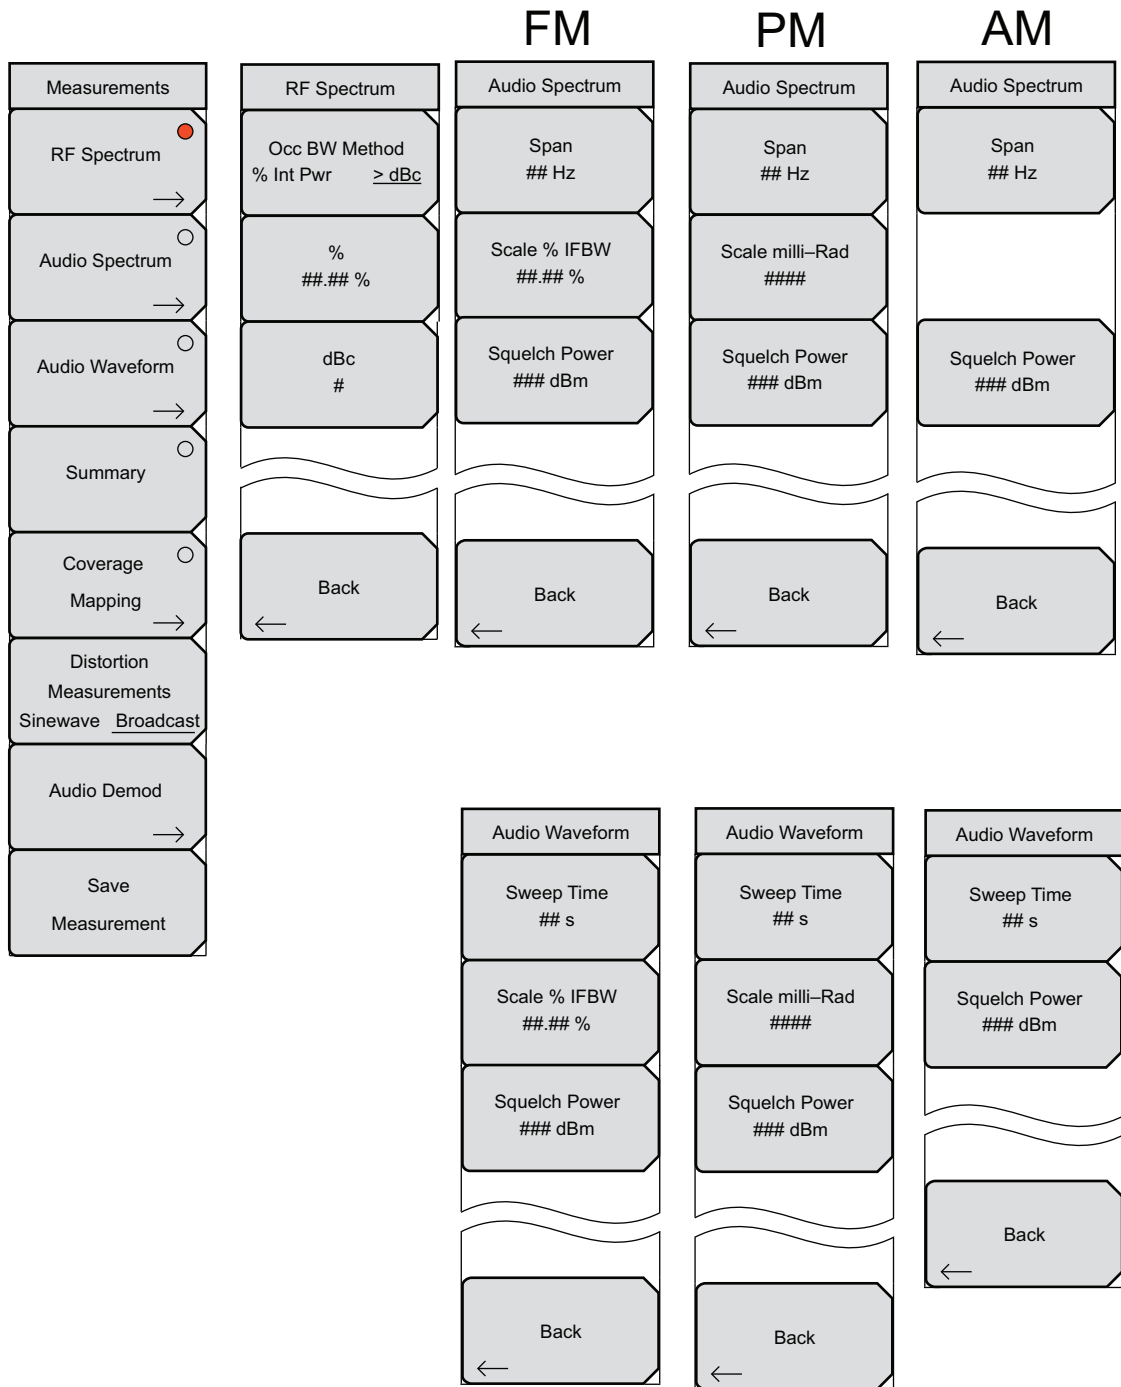 FM
PM
AM
Measurements
RF Spectrum
Audio Spectrum
Audio Waveform
Summary
Coverage
Mapping
Distortion
Measurements
Sinewave Broadcast
Audio Demod
Save
Measurement
RF Spectrum
Occ BW Method
% Int Pwr > dBc
%
##.## %
dBc
#
Back
Audio Spectrum
Span
## Hz
Scale % IFBW
##.## %
Squelch Power
### dBm
Back
Audio Spectrum
Span
## Hz
Scale milli–Rad
####
Squelch Power
### dBm
Back
Audio Spectrum
Span
## Hz
Squelch Power
### dBm
Back
Audio Waveform
Sweep Time
## s
Scale % IFBW
##.## %
Squelch Power
### dBm
Back
Audio Waveform
Sweep Time
## s
Scale milli–Rad
####
Squelch Power
### dBm
Back
Audio Waveform
Sweep Time
## s
Squelch Power
### dBm
Back